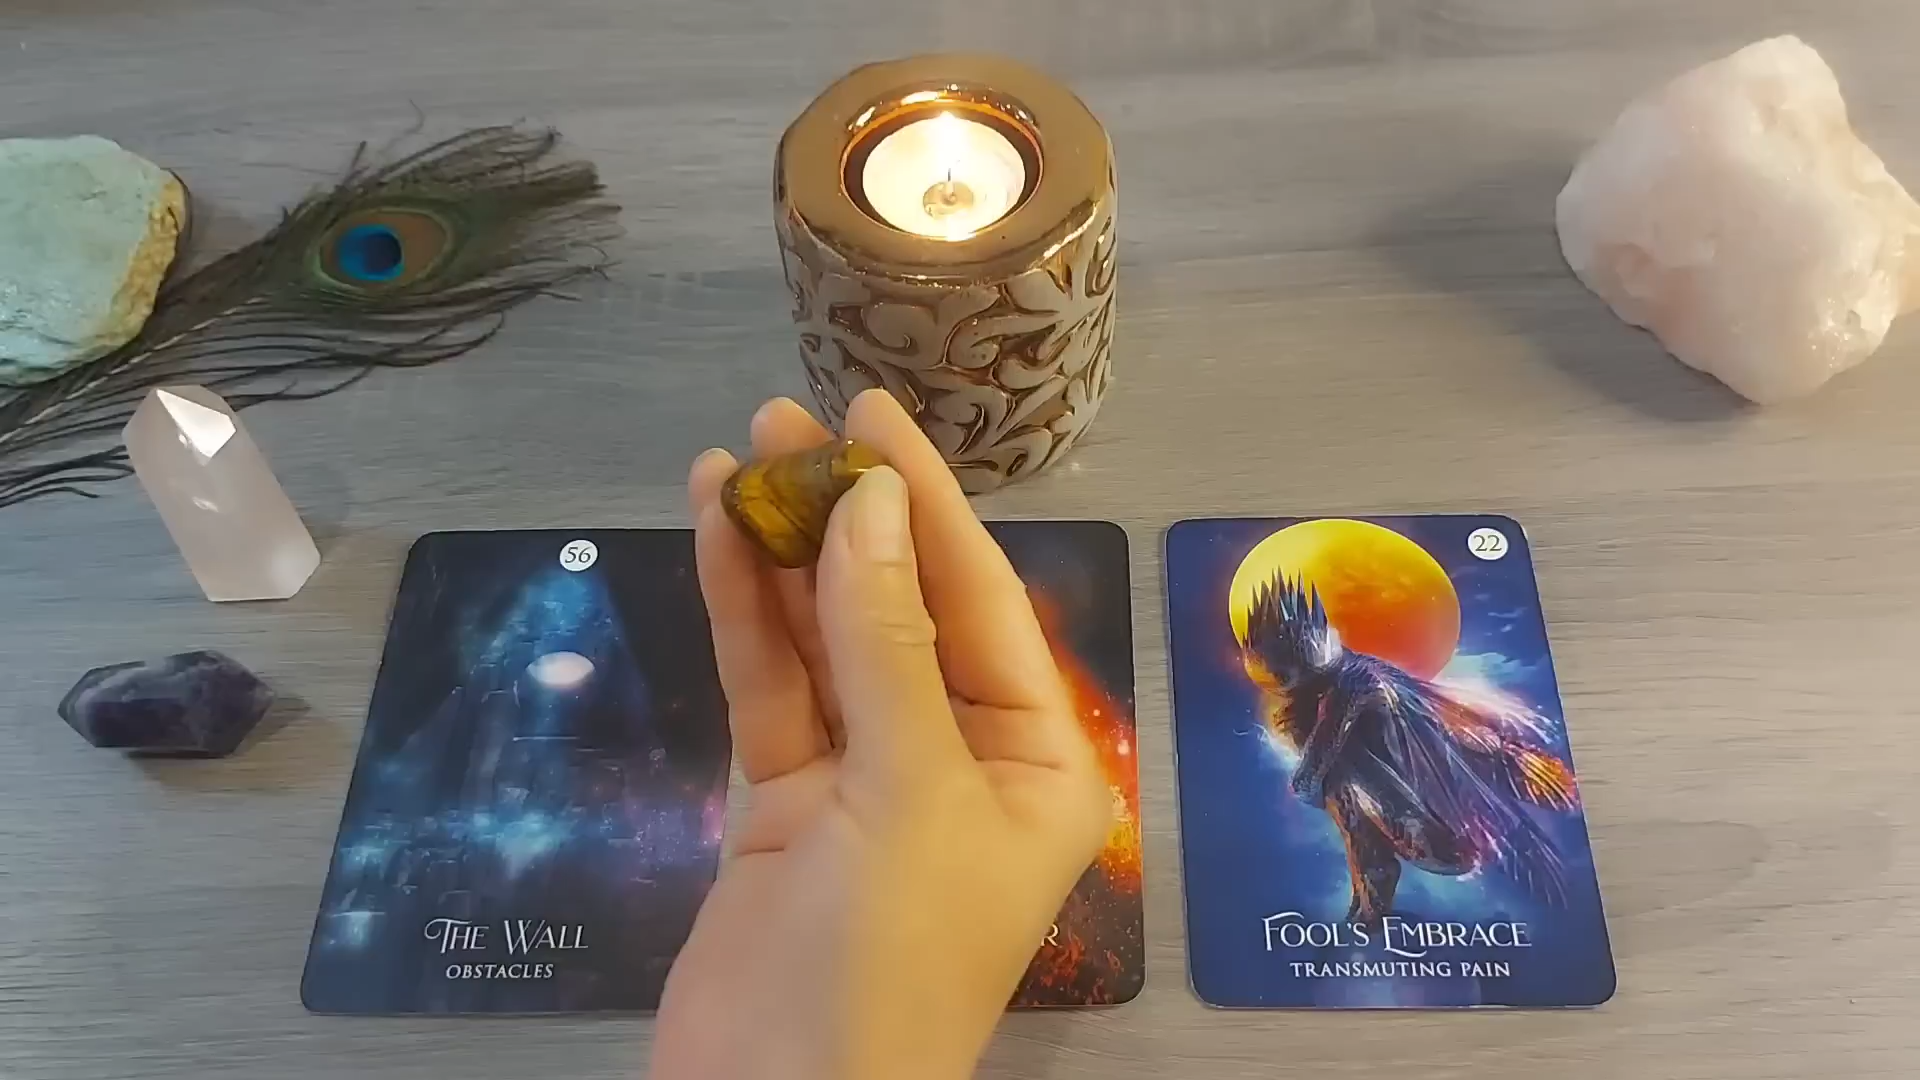 56
THE WALL
OBSTACLES
R
22
FOOL'S EMBRACE
TRANSMUTING PAIN